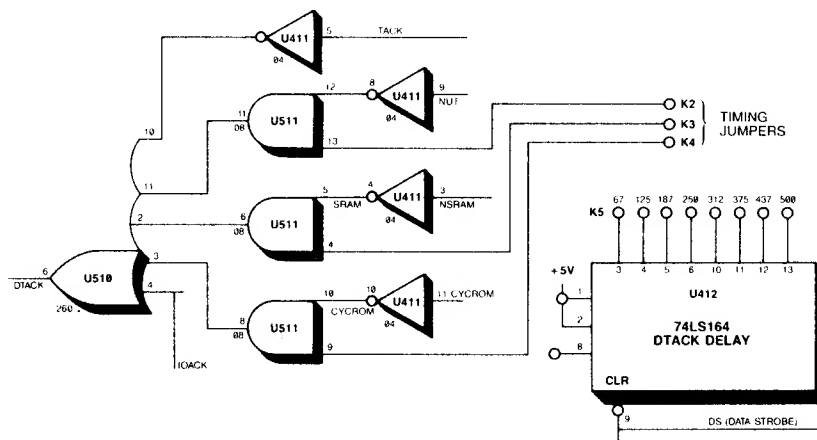 5 TACK
U411
04
10
12 8 9
U411
NUT
04
11
08
U511
13
K2
K3
K4
TIMING
JUMPERS
11
5 4 3
SRAM
U411
NSRAM
04
2
6
08
U511
4
K5
67 125 187 250 312 375 437 500
3 4 5 6 10 11 12 13
6
DTACK
U510
3
4
260
IOACK
10 10 11 CYCROM
CYCROM
U411
04
8
08
U511
9
+5V
1
2
8
U412
74LS164
DTACK DELAY
CLR
9
DS (DATA STROBE)